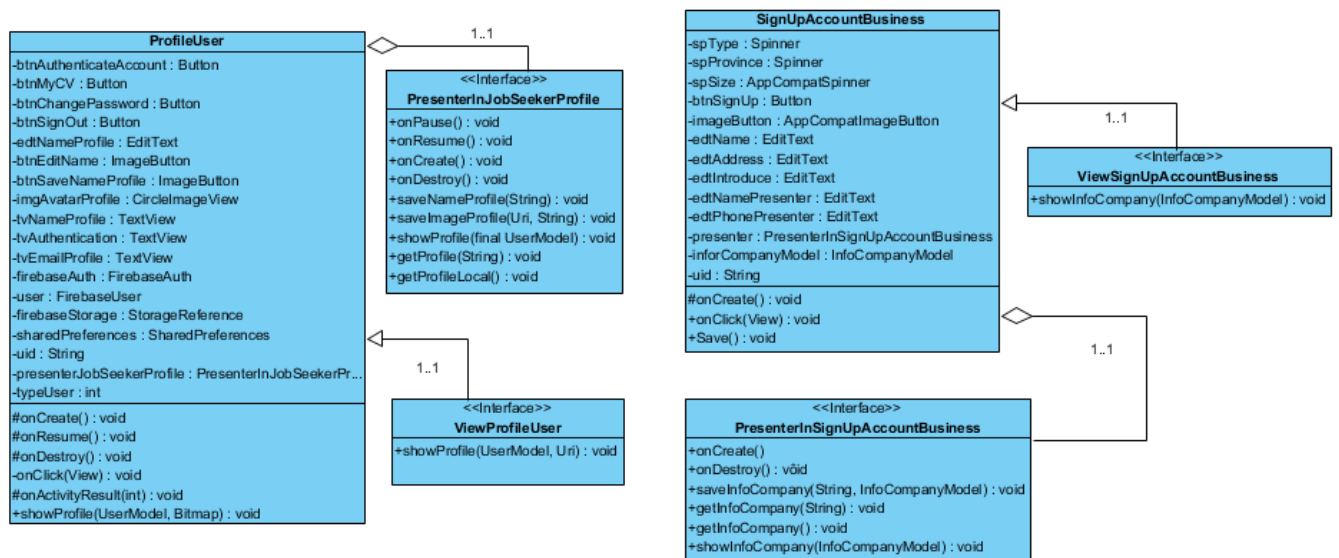 ProfileUser
-btnAuthenticateAccount : Button
-btnMyCV : Button
-btnChangePassword : Button
-btnSignOut : Button
-edtNameProfile : EditText
-btnEditName : ImageButton
-btnSaveNameProfile : ImageButton
-imgAvatarProfile : CircleImageView
-tvNameProfile : TextView
-tvAuthentication : TextView
-tvEmailProfile : TextView
-firebaseAuth : FirebaseAuth
-user : FirebaseUser
-firebaseStorage : StorageReference
-sharedPreferences : SharedPreferences
-uid : String
-presenterJobSeekerProfile : PresenterInJobSeekerPr...
-typeUser : int
#onCreate() : void
#onResume() : void
#onDestroy() : void
-onClick(View) : void
#onActivityResult(int) : void
+showProfile(UserModel, Bitmap) : void
1..1
<<Interface>>
PresenterInJobSeekerProfile
+onPause() : void
+onResume() : void
+onCreate() : void
+onDestroy() : void
+saveNameProfile(String) : void
+saveImageProfile(Uri, String) : void
+showProfile(final UserModel) : void
+getProfile(String) : void
+getProfileLocal() : void
1..1
<<Interface>>
ViewProfileUser
+showProfile(UserModel, Uri) : void
SignUpAccountBusiness
-spType : Spinner
-spProvince : Spinner
-spSize : AppCompatSpinner
-btnSignUp : Button
-imageButton : AppCompatImageButton
-edtName : EditText
-edtAddress : EditText
-edtIntroduce : EditText
-edtNamePresenter : EditText
-edtPhonePresenter : EditText
-presenter : PresenterInSignUpAccountBusiness
-inforCompanyModel : InfoCompanyModel
-uid : String
#onCreate() : void
+onClick(View) : void
+Save() : void
1..1
<<Interface>>
ViewSignUpAccountBusiness
+showInfoCompany(InfoCompanyModel) : void
1..1
<<Interface>>
PresenterInSignUpAccountBusiness
+onCreate()
+onDestroy() : vôid
+saveInfoCompany(String, InfoCompanyModel) : void
+getInfoCompany(String) : void
+getInfoCompany() : void
+showInfoCompany(InfoCompanyModel) : void